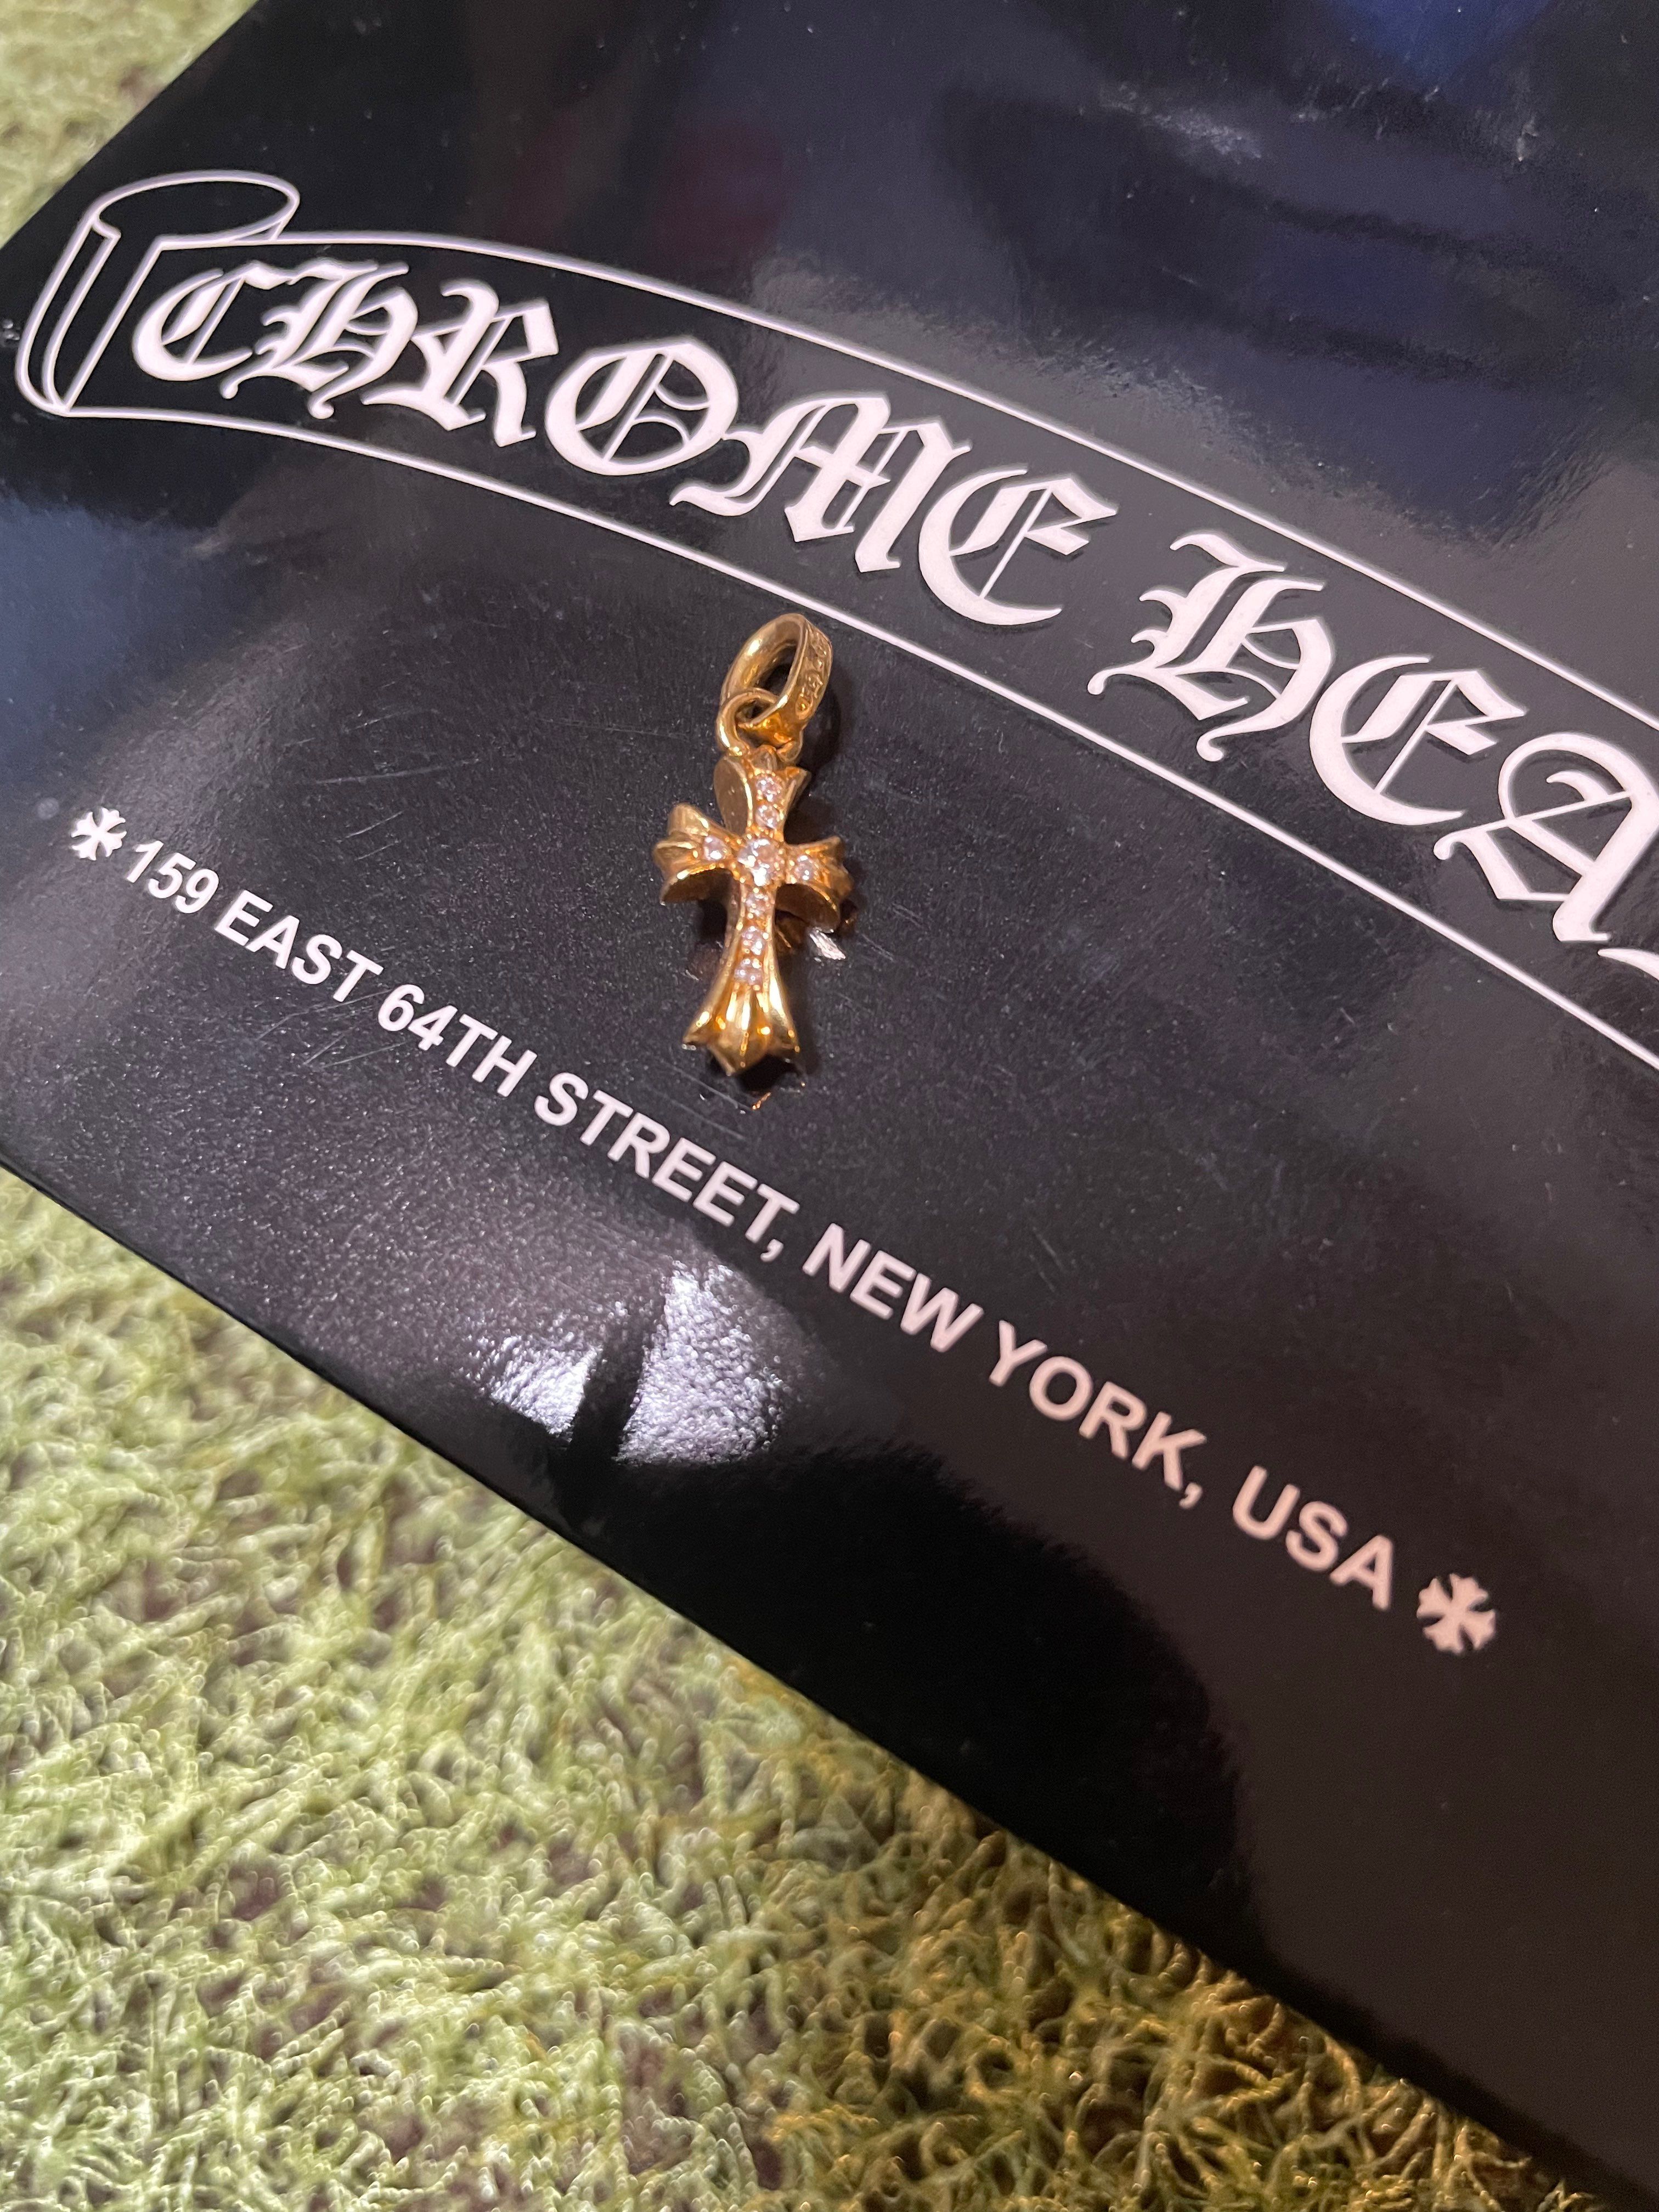 CHROME HEA
159 EAST 64TH STREET, NEW YORK, USA